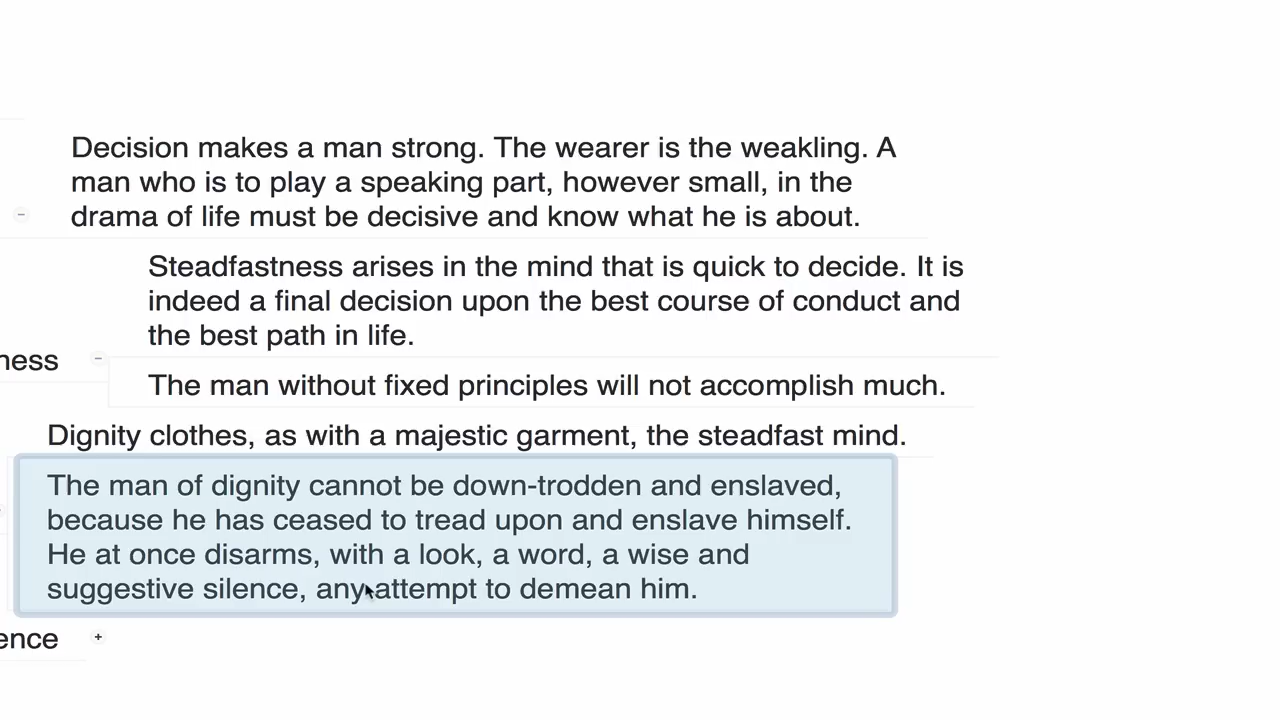 Decision makes a man strong. The wearer is the weakling. A
man who is to play a speaking part, however small, in the
drama of life must be decisive and know what he is about.
Steadfastness arises in the mind that is quick to decide. It is
indeed a final decision upon the best course of conduct and
the best path in life.
ness
The man without fixed principles will not accomplish much.
Dignity clothes, as with a majestic garment, the steadfast mind.
The man of dignity cannot be down-trodden and enslaved,
because he has ceased to tread upon and enslave himself.
He at once disarms, with a look, a word, a wise and
suggestive silence, any attempt to demean him.
ence